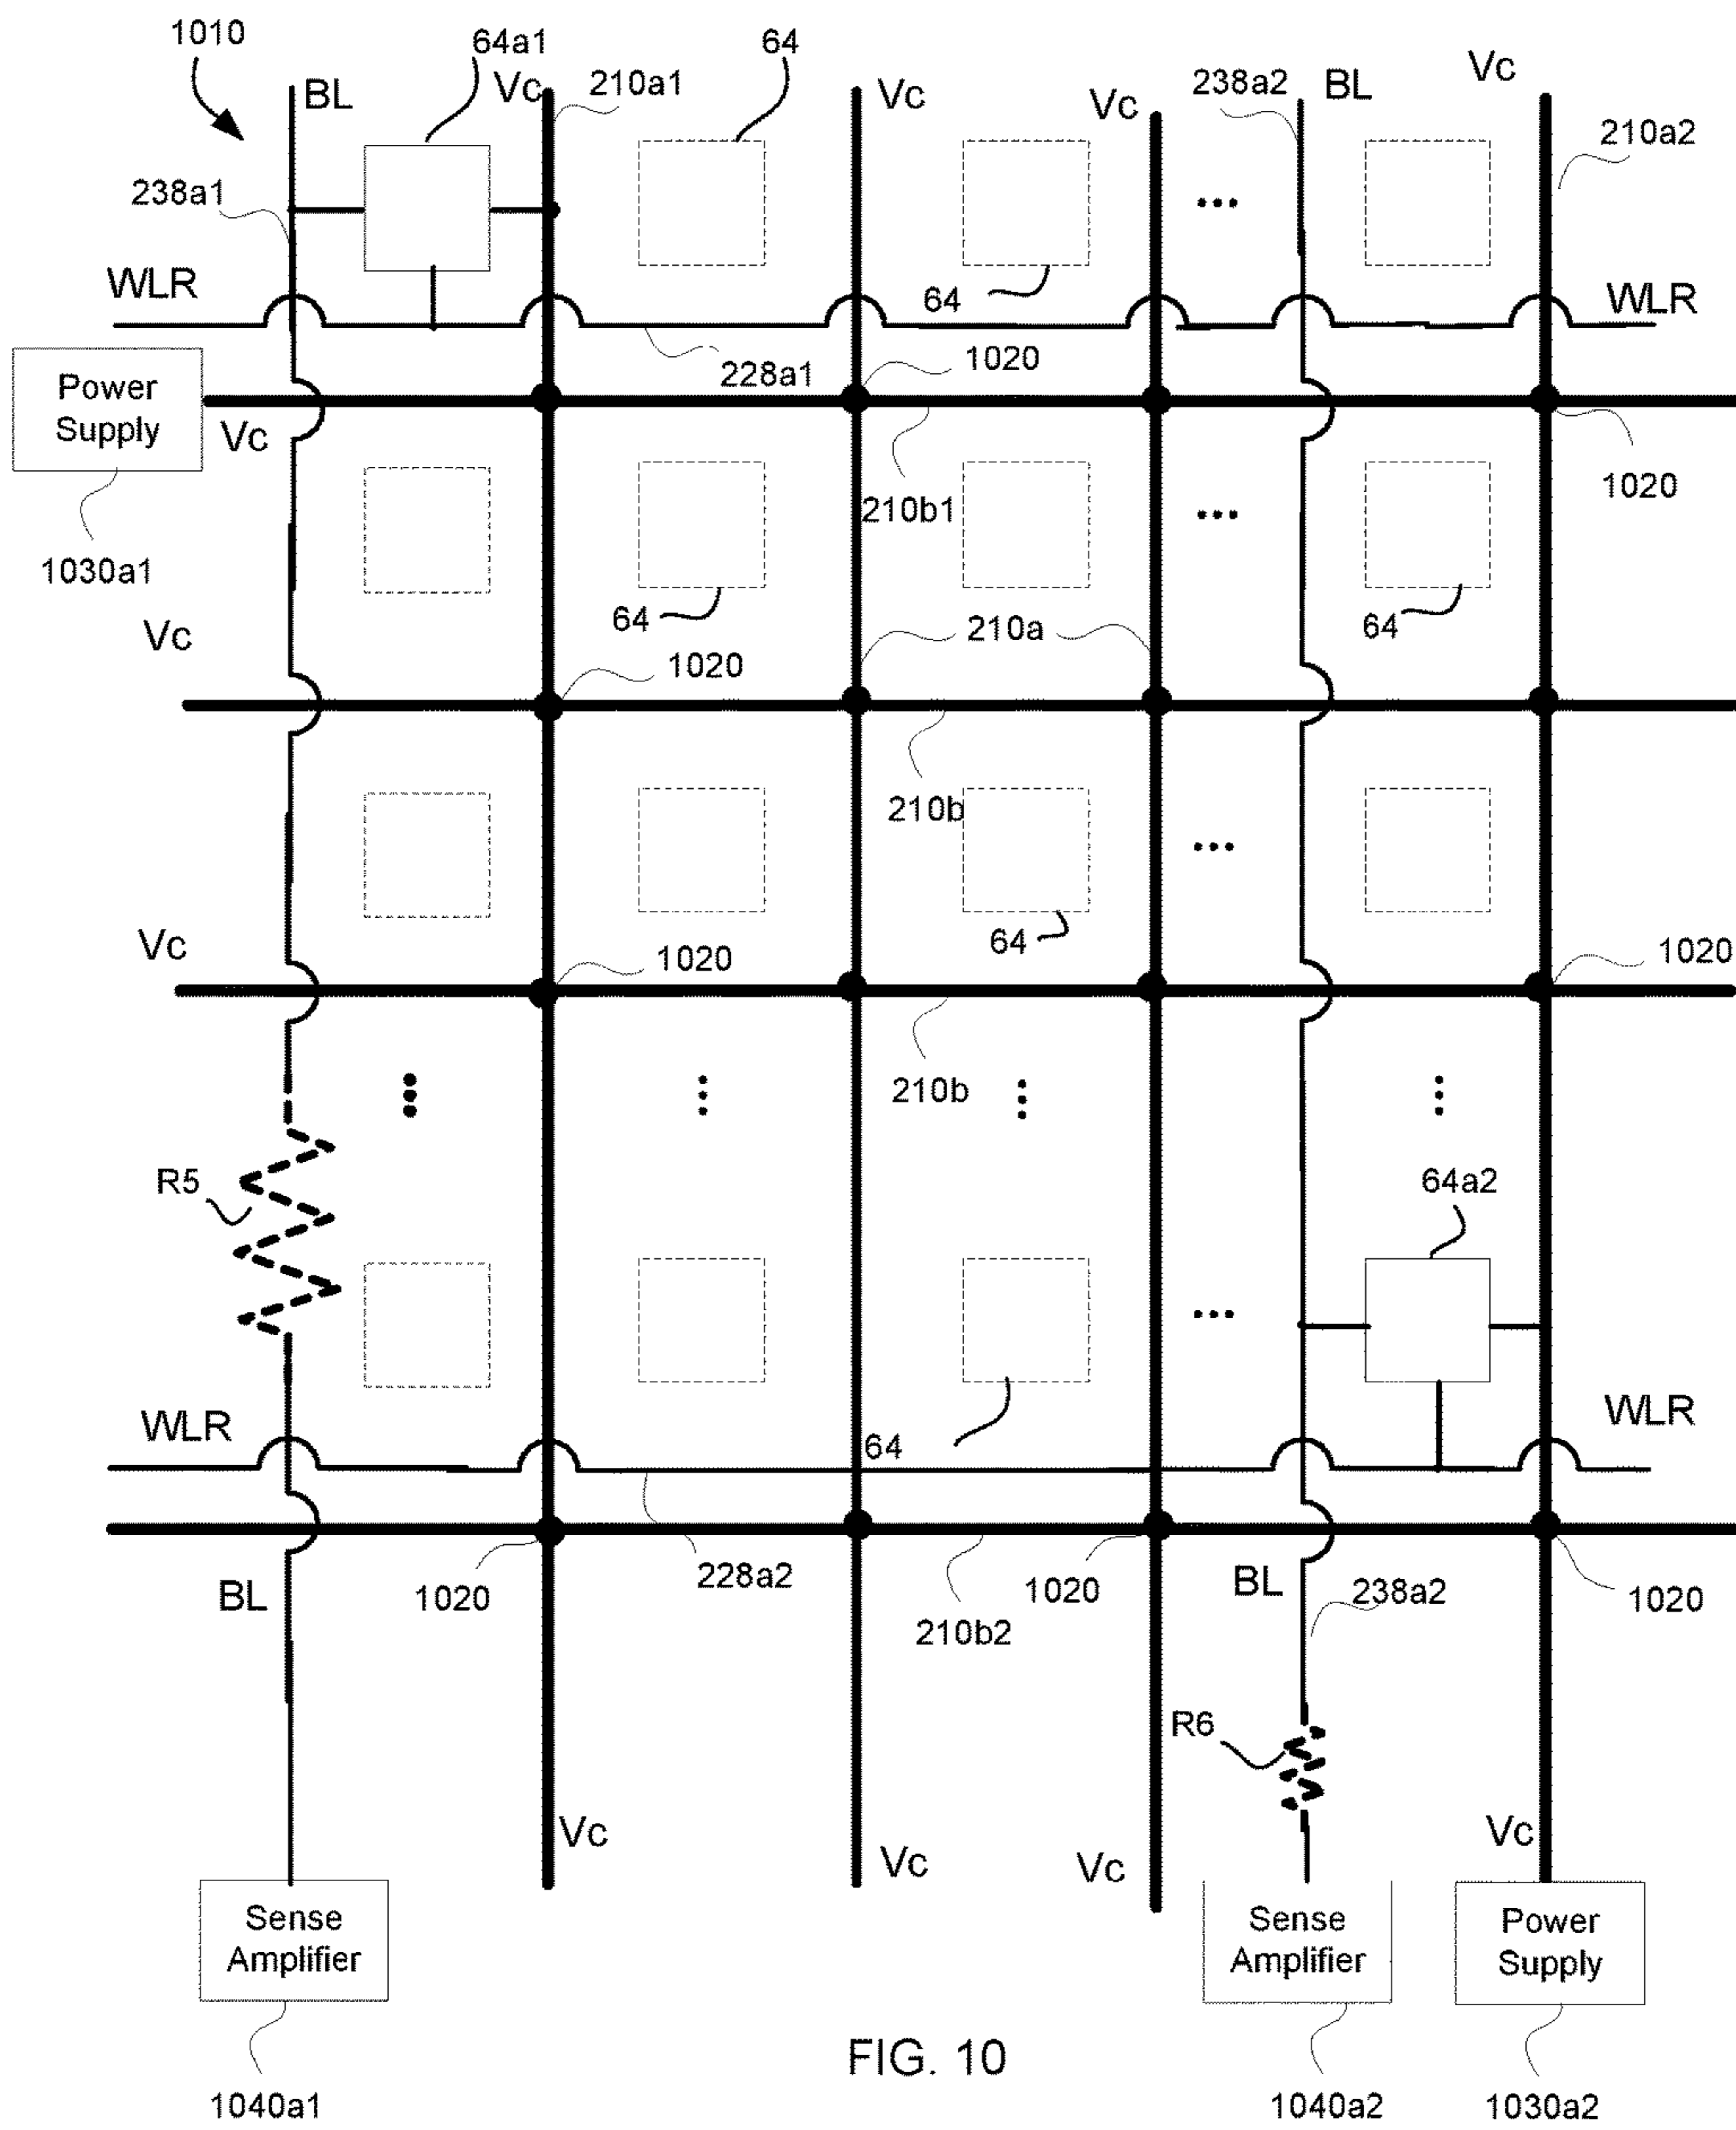 1010
64a1
64
BL
Vc
210a1
Vc
Vc
238a2
BL
Vc
210a2
238a1
...
WLR
64
WLR
228a1
1020
Power
Supply
Vc
210b1
1020
...
1030a1
64
210a
64
Vc
1020
210b
...
Vc
1020
64
1020
210b
R5
64a2
...
WLR
64
WLR
228a2
1020
1020
BL
238a2
1020
BL
210b2
R6
Vc
Vc
Vc
Vc
Sense
Amplifier
Sense
Amplifier
Power
Supply
FIG. 10
1040a1
1040a2
1030a2